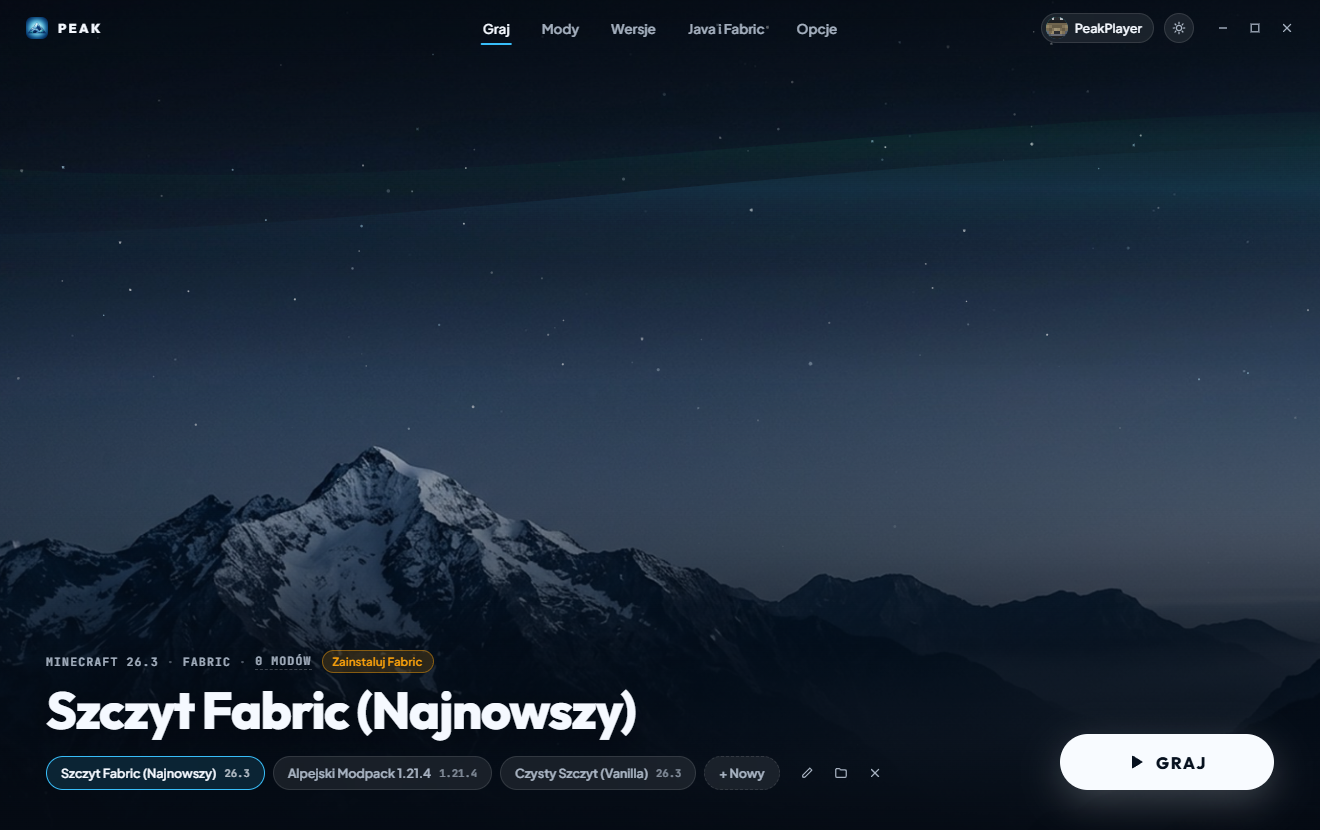 PEAK
Graj
Mody
Wersje
Java i Fabric
Opcje
PeakPlayer
MINECRAFT 26.3 · FABRIC · 0 MODÓW
Zainstaluj Fabric
Szczyt Fabric (Najnowszy)
Szczyt Fabric (Najnowszy) 26.3
Alpejski Modpack 1.21.4 1.21.4
Czysty Szczyt (Vanilla) 26.3
+ Nowy
GRAJ